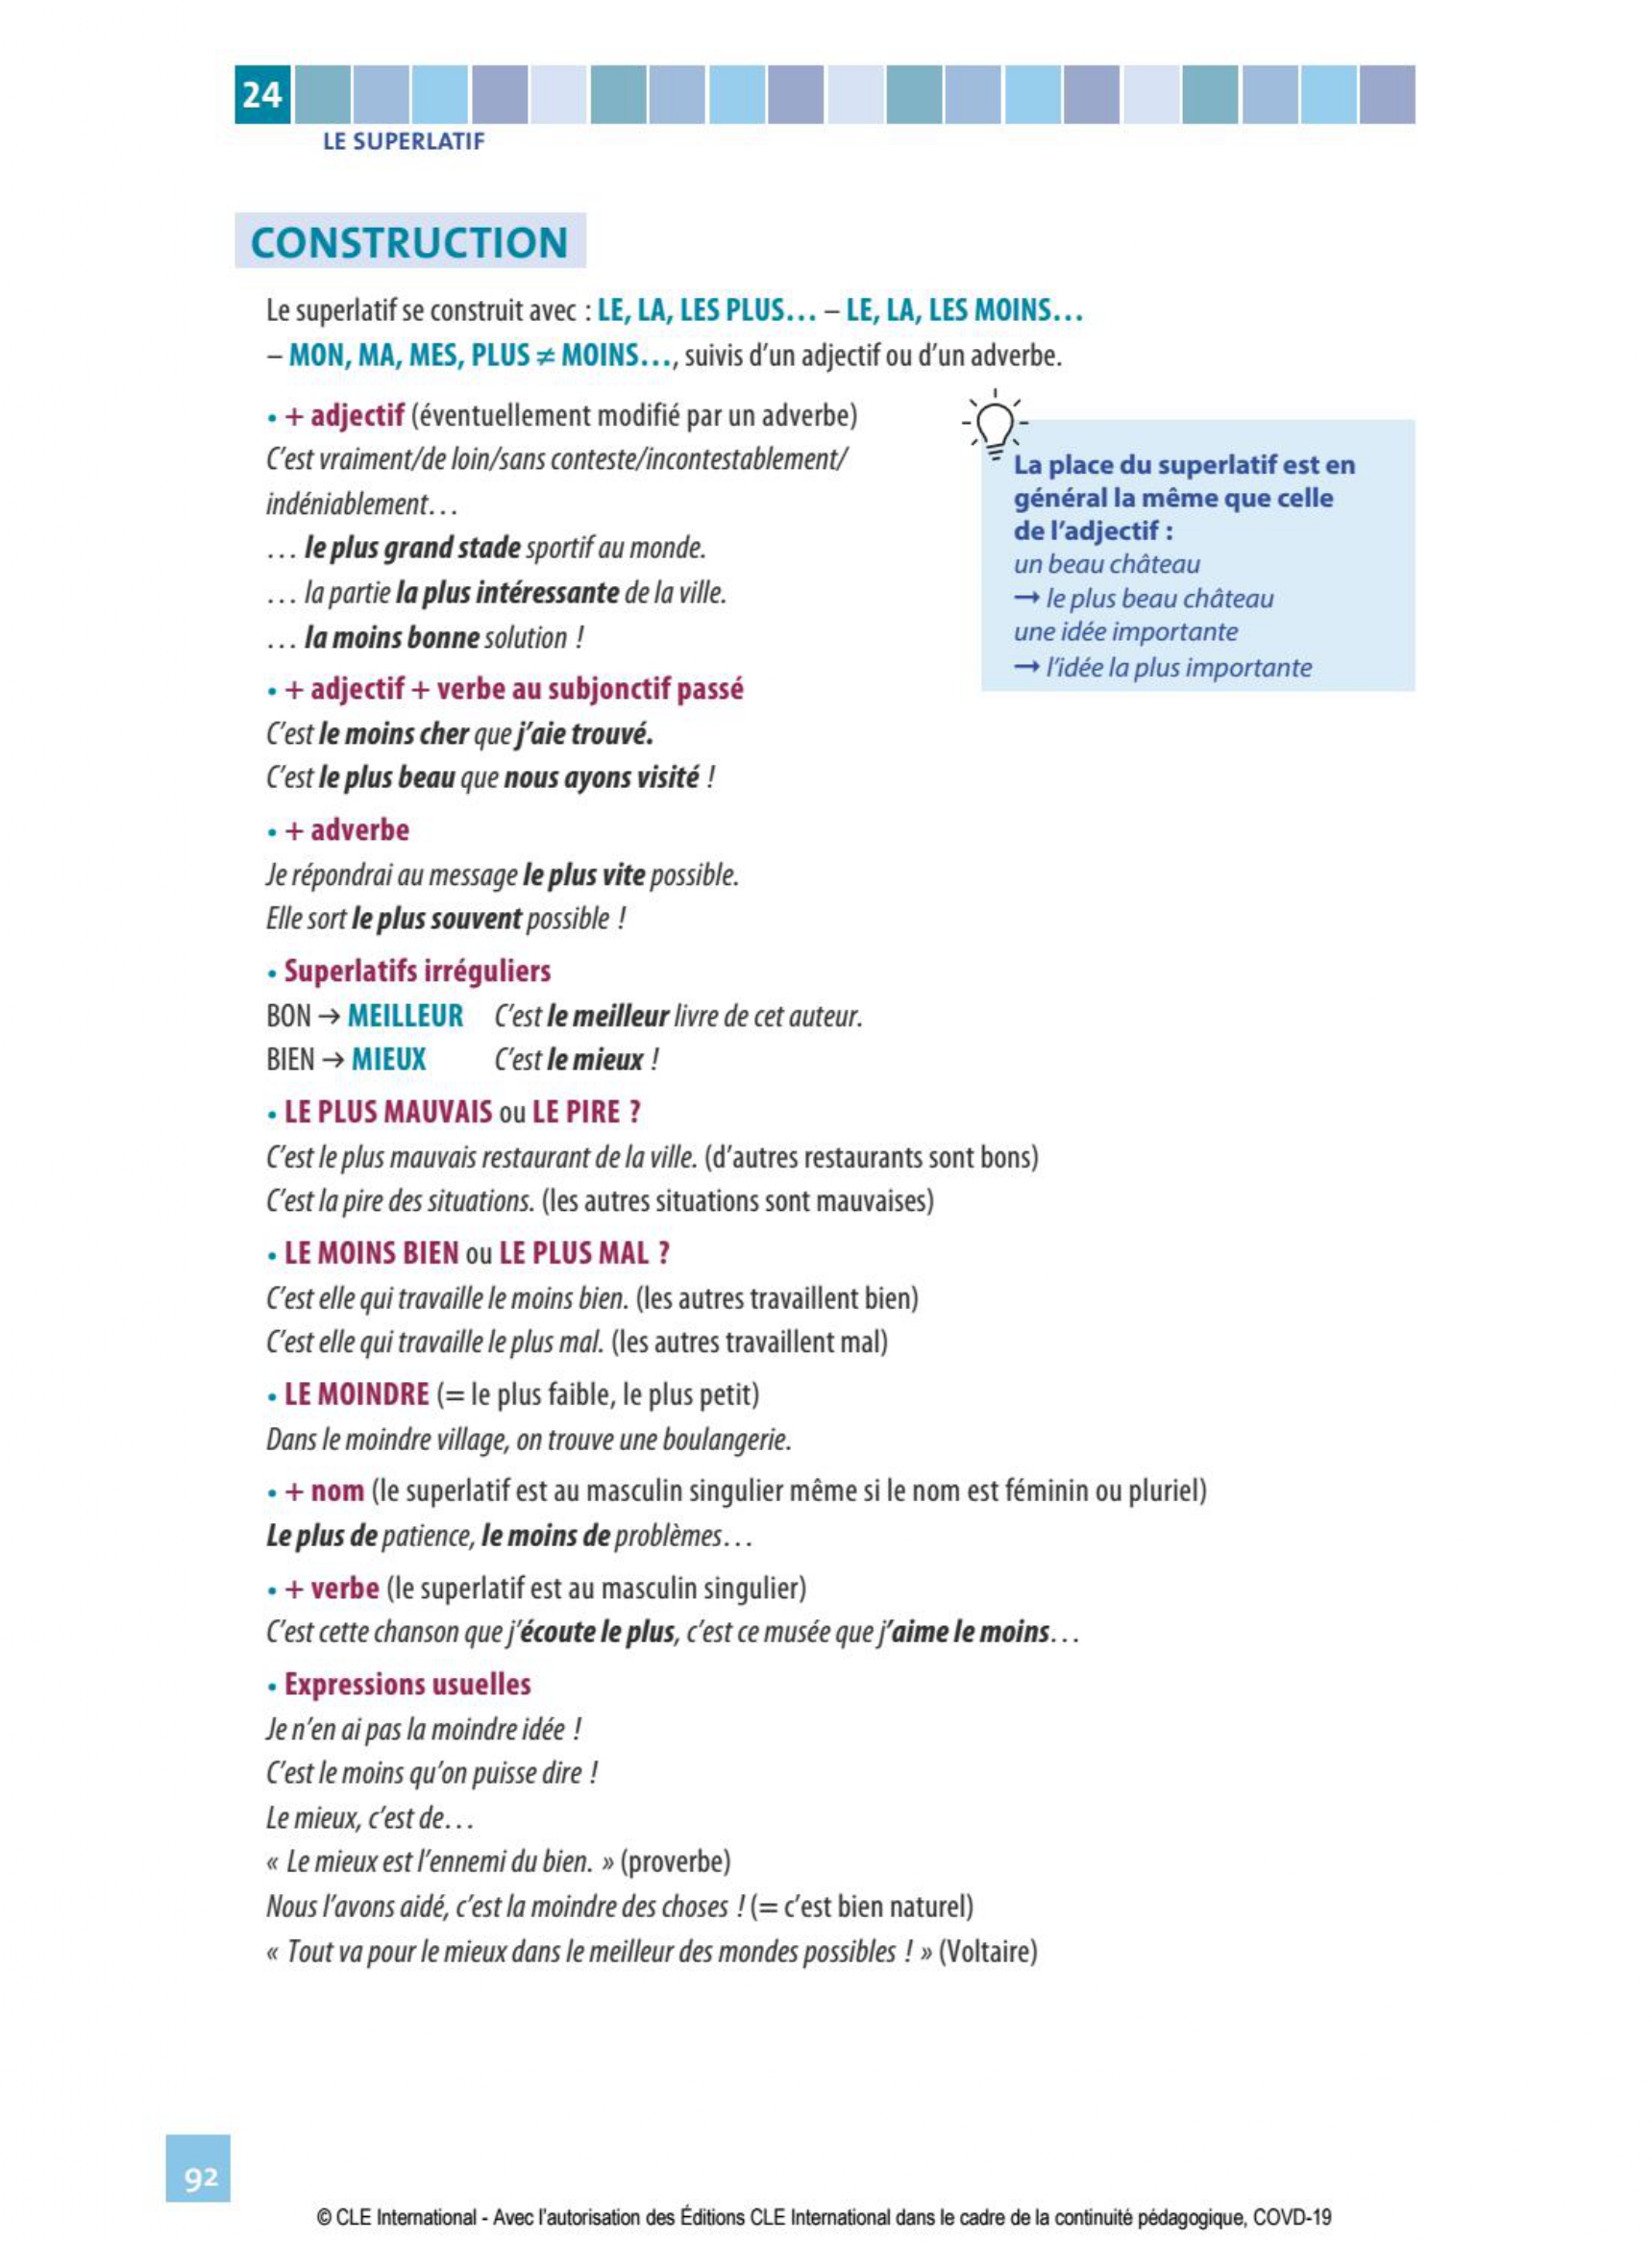 24
LE SUPERLATIF
CONSTRUCTION
Le superlatif se construit avec : LE, LA, LES PLUS… – LE, LA, LES MOINS…
– MON, MA, MES, PLUS ≠ MOINS…, suivis d'un adjectif ou d'un adverbe.
• + adjectif (éventuellement modifié par un adverbe)
C'est vraiment/de loin/sans conteste/incontestablement/
indéniablement…
… le plus grand stade sportif au monde.
… la partie la plus intéressante de la ville.
… la moins bonne solution !
La place du superlatif est en
général la même que celle
de l'adjectif :
un beau château
→ le plus beau château
une idée importante
→ l'idée la plus importante
• + adjectif + verbe au subjonctif passé
C'est le moins cher que j'aie trouvé.
C'est le plus beau que nous ayons visité !
• + adverbe
Je répondrai au message le plus vite possible.
Elle sort le plus souvent possible !
• Superlatifs irréguliers
BON → MEILLEUR C'est le meilleur livre de cet auteur.
BIEN → MIEUX C'est le mieux !
• LE PLUS MAUVAIS ou LE PIRE ?
C'est le plus mauvais restaurant de la ville. (d'autres restaurants sont bons)
C'est la pire des situations. (les autres situations sont mauvaises)
• LE MOINS BIEN ou LE PLUS MAL ?
C'est elle qui travaille le moins bien. (les autres travaillent bien)
C'est elle qui travaille le plus mal. (les autres travaillent mal)
• LE MOINDRE (= le plus faible, le plus petit)
Dans le moindre village, on trouve une boulangerie.
• + nom (le superlatif est au masculin singulier même si le nom est féminin ou pluriel)
Le plus de patience, le moins de problèmes…
• + verbe (le superlatif est au masculin singulier)
C'est cette chanson que j'écoute le plus, c'est ce musée que j'aime le moins…
• Expressions usuelles
Je n'en ai pas la moindre idée !
C'est le moins qu'on puisse dire !
Le mieux, c'est de…
« Le mieux est l'ennemi du bien. » (proverbe)
Nous l'avons aidé, c'est la moindre des choses ! (= c'est bien naturel)
« Tout va pour le mieux dans le meilleur des mondes possibles ! » (Voltaire)
92
© CLE International - Avec l'autorisation des Éditions CLE International dans le cadre de la continuité pédagogique, COVD-19